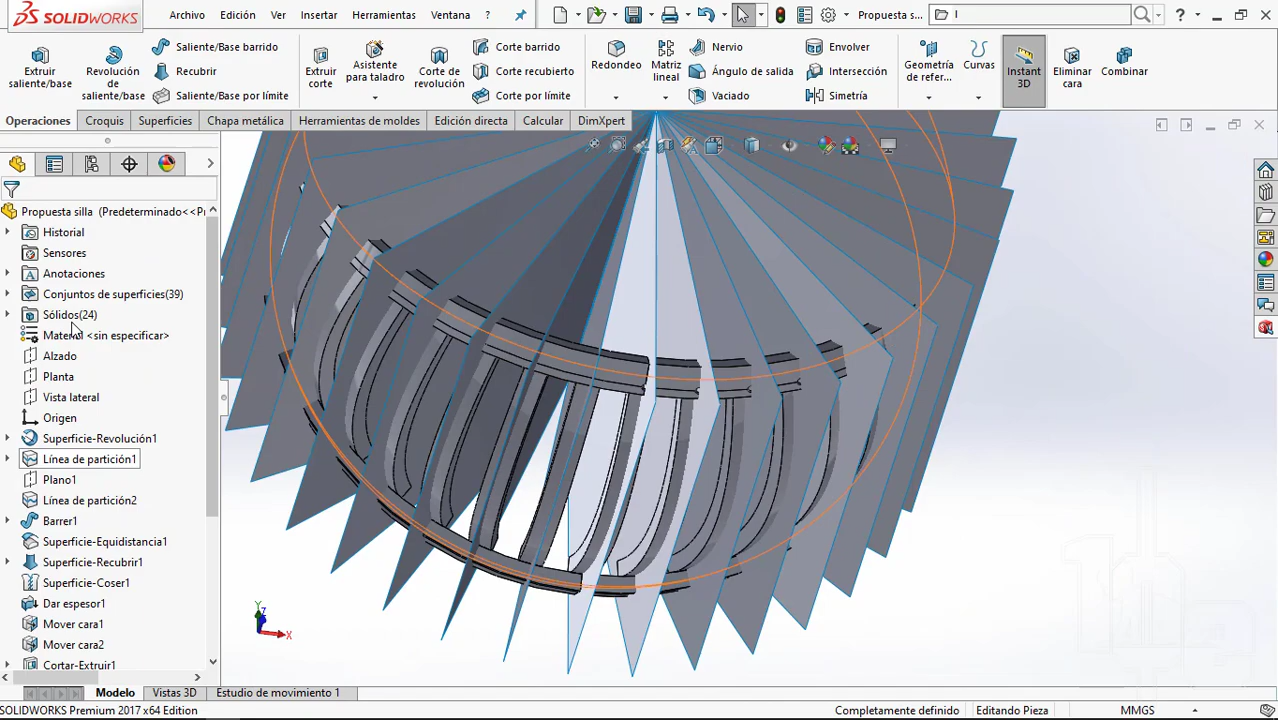 SOLIDWORKS
Archivo Edición Ver Insertar Herramientas Ventana ?
Propuesta s...
I
Extruir saliente/base
Revolución de saliente/base
Saliente/Base barrido
Recubrir
Saliente/Base por límite
Extruir corte
Asistente para taladro
Corte de revolución
Corte barrido
Corte recubierto
Corte por límite
Redondeo
Matriz lineal
Nervio
Ángulo de salida
Vaciado
Envolver
Intersección
Simetría
Geometría de refer...
Curvas
Instant 3D
Eliminar cara
Combinar
Operaciones Croquis Superficies Chapa metálica Herramientas de moldes Edición directa Calcular DimXpert
Propuesta silla (Predeterminado<<Pr
Historial
Sensores
Anotaciones
Conjuntos de superficies(39)
Sólidos(24)
Material <sin especificar>
Alzado
Planta
Vista lateral
Origen
Superficie-Revolución1
Línea de partición1
Plano1
Línea de partición2
Barrer1
Superficie-Equidistancia1
Superficie-Recubrir1
Superficie-Coser1
Dar espesor1
Mover cara1
Mover cara2
Cortar-Extruir1
Y
Z
X
Modelo Vistas 3D Estudio de movimiento 1
SOLIDWORKS Premium 2017 x64 Edition Completamente definido Editando Pieza MMGS